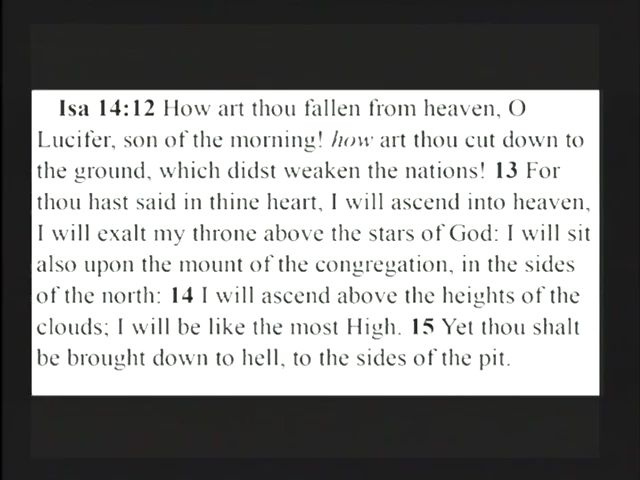 Isa 14:12 How art thou fallen from heaven, O
Lucifer, son of the morning! how art thou cut down to
the ground, which didst weaken the nations! 13 For
thou hast said in thine heart, I will ascend into heaven,
I will exalt my throne above the stars of God: I will sit
also upon the mount of the congregation, in the sides
of the north: 14 I will ascend above the heights of the
clouds; I will be like the most High. 15 Yet thou shalt
be brought down to hell, to the sides of the pit.